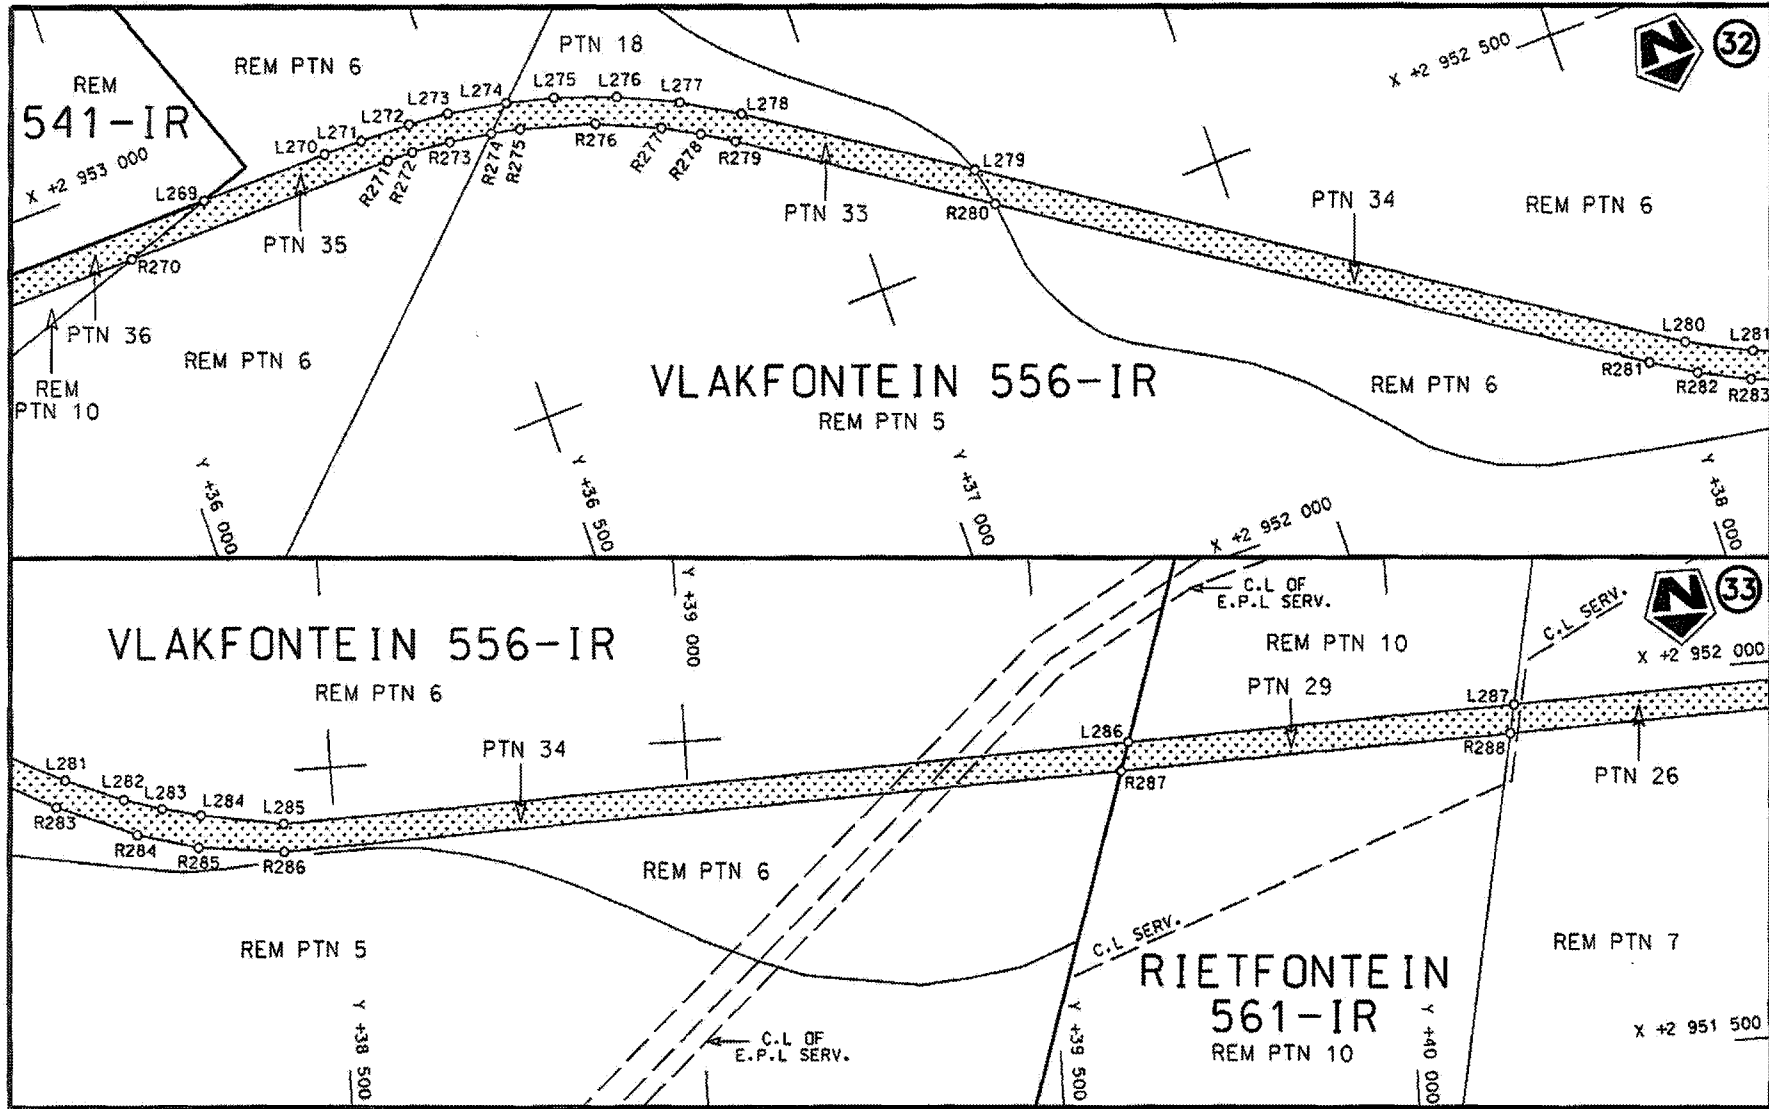 PTN 18
X +2 952 500
N
32
REM PTN 6
REM
541-IR
X +2 953 000
L269
L270
L271
L272
L273
L274
L275
L276
L277
L278
L279
R270
R271
R272
R273
R274
R275
R276
R277
R278
R279
R280
PTN 35
PTN 33
PTN 34
REM PTN 6
PTN 36
REM
PTN 10
REM PTN 6
VLAKFONTEIN 556-IR
REM PTN 5
REM PTN 6
L280
L281
R281
R282
R283
Y +36 000
Y +36 500
Y +37 000
X +2 952 000
Y +38 000
N
33
VLAKFONTEIN 556-IR
REM PTN 6
Y +39 000
C.L OF
E.P.L SERV.
REM PTN 10
C.L SERV.
X +2 952 000
PTN 29
PTN 34
L281
L282
L283
L284
L285
L286
L287
R283
R284
R285
R286
R287
R288
PTN 26
REM PTN 6
REM PTN 5
C.L SERV.
RIETFONTEIN
561-IR
REM PTN 10
REM PTN 7
X +2 951 500
C.L OF
E.P.L SERV.
Y +38 500
Y +39 500
Y +40 000